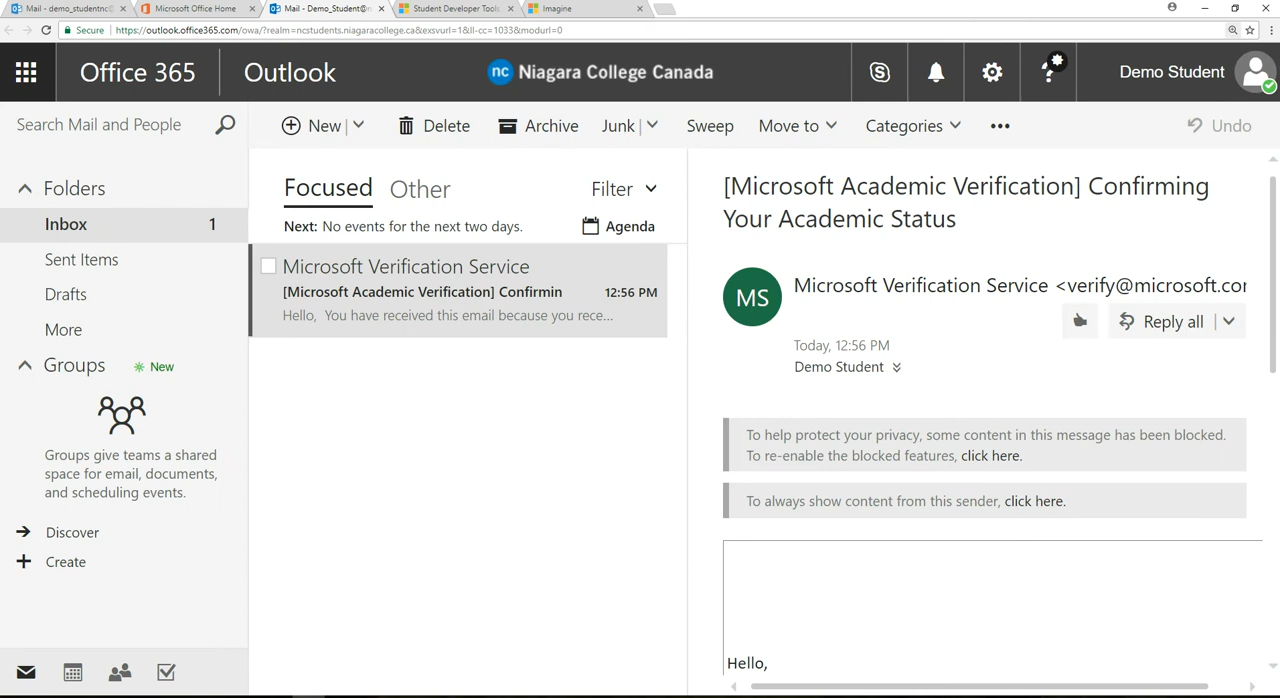 Mail - demo_studentnc@
Microsoft Office Home
Mail - Demo_Student@n
Student Developer Tools
Imagine
Secure
https://outlook.office365.com/owa/?realm=ncstudents.niagaracollege.ca&exsvurl=1&ll-cc=1033&modurl=0
Office 365
Outlook
nc Niagara College Canada
Demo Student
Search Mail and People
New
Delete
Archive
Junk
Sweep
Move to
Categories
Undo
Folders
Inbox 1
Sent Items
Drafts
More
Groups
New
Groups give teams a shared
space for email, documents,
and scheduling events.
Discover
Create
Focused
Other
Filter
Next: No events for the next two days.
Agenda
Microsoft Verification Service
[Microsoft Academic Verification] Confirmin
12:56 PM
Hello, You have received this email because you rece...
[Microsoft Academic Verification] Confirming
Your Academic Status
MS
Microsoft Verification Service <verify@microsoft.cor
Reply all
Today, 12:56 PM
Demo Student
To help protect your privacy, some content in this message has been blocked.
To re-enable the blocked features, click here.
To always show content from this sender, click here.
Hello,